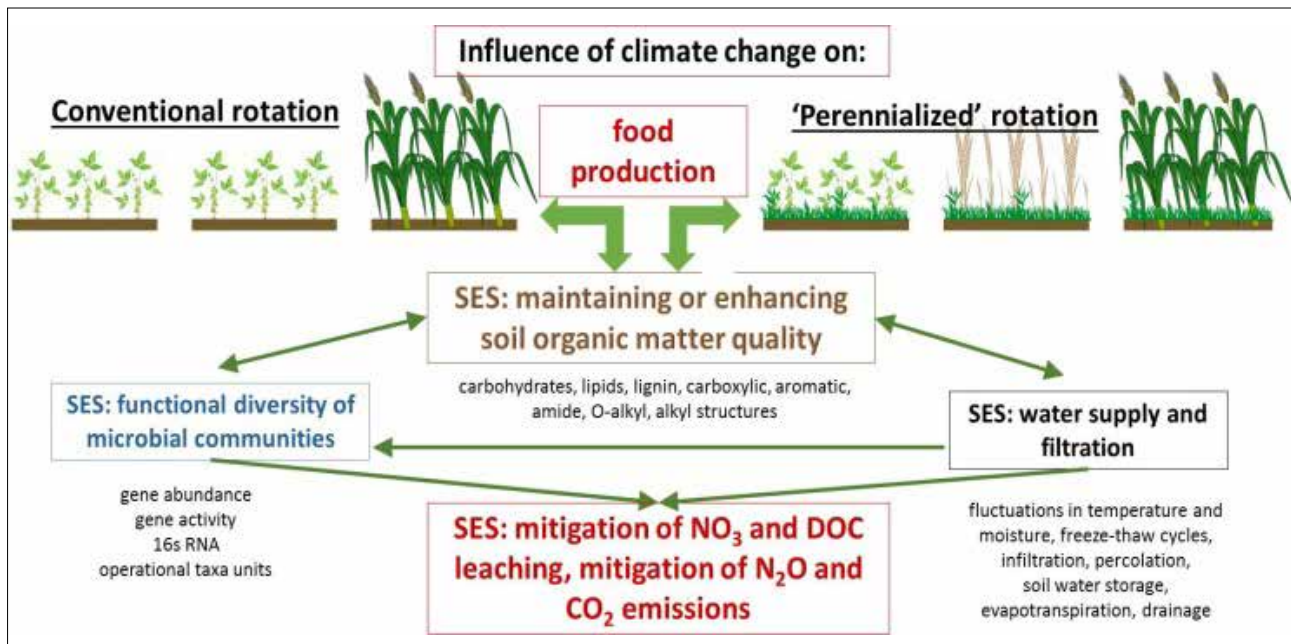 Influence of climate change on:
Conventional rotation
food
production
‘Perennialized’ rotation
SES: maintaining or enhancing
soil organic matter quality
carbohydrates, lipids, lignin, carboxylic, aromatic,
amide, O-alkyl, alkyl structures
SES: functional diversity of
microbial communities
gene abundance
gene activity
16s RNA
operational taxa units
SES: water supply and
filtration
fluctuations in temperature and
moisture, freeze-thaw cycles,
infiltration, percolation,
soil water storage,
evapotranspiration, drainage
SES: mitigation of NO₃ and DOC
leaching, mitigation of N₂O and
CO₂ emissions